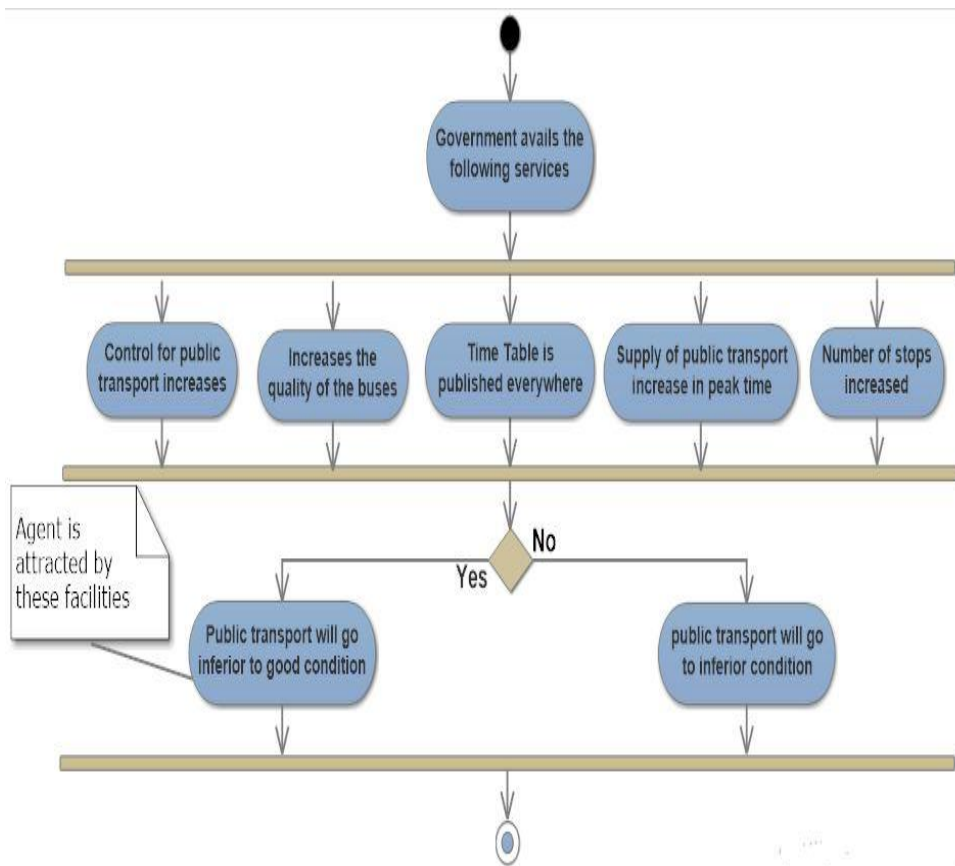 Government avails the
following services
Control for public
transport increases
Increases the
quality of the buses
Time Table is
published everywhere
Supply of public transport
increase in peak time
Number of stops
increased
Agent is
attracted by
these facilities
No
Yes
Public transport will go
inferior to good condition
public transport will go
to inferior condition